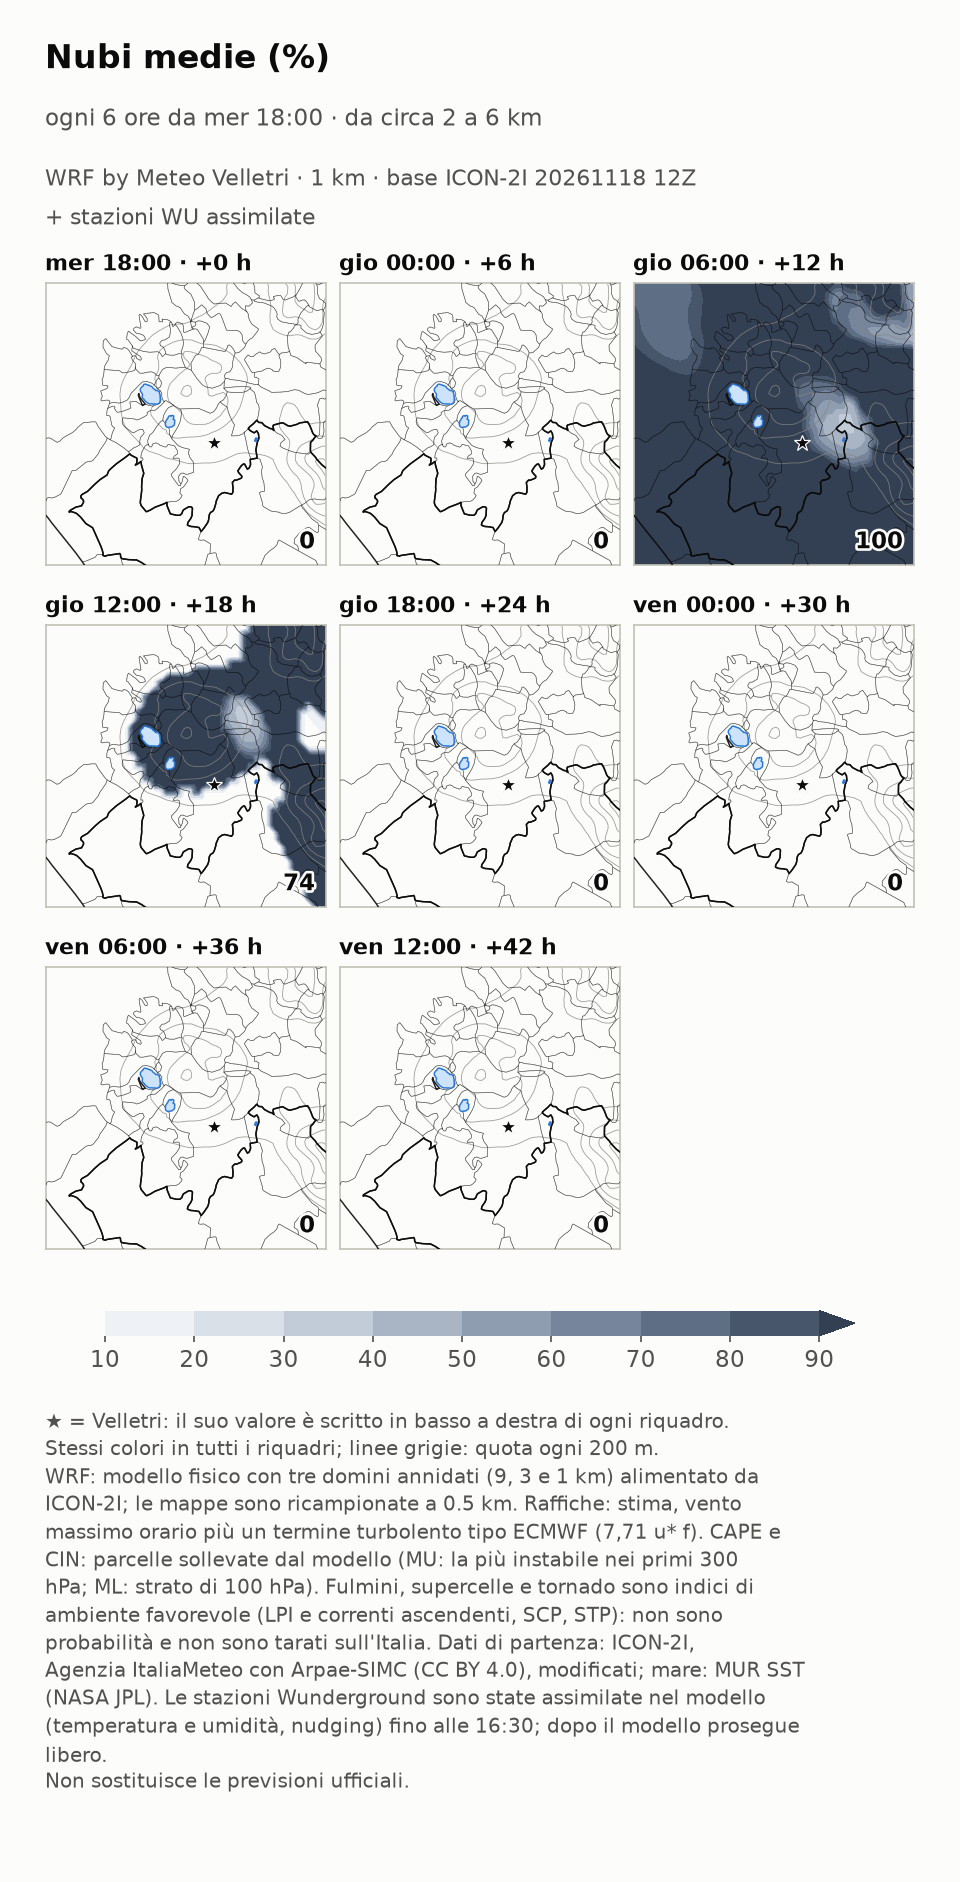 Nubi medie (%)
ogni 6 ore da mer 18:00 · da circa 2 a 6 km
WRF by Meteo Velletri · 1 km · base ICON-2I 20261118 12Z
+ stazioni WU assimilate
mer 18:00 · +0 h
gio 00:00 · +6 h
gio 06:00 · +12 h
0
0
100
gio 12:00 · +18 h
gio 18:00 · +24 h
ven 00:00 · +30 h
74
0
0
ven 06:00 · +36 h
ven 12:00 · +42 h
0
0
10 20 30 40 50 60 70 80 90
★ = Velletri: il suo valore è scritto in basso a destra di ogni riquadro.
Stessi colori in tutti i riquadri; linee grigie: quota ogni 200 m.
WRF: modello fisico con tre domini annidati (9, 3 e 1 km) alimentato da
ICON-2I; le mappe sono ricampionate a 0.5 km. Raffiche: stima, vento
massimo orario più un termine turbolento tipo ECMWF (7,71 u* f). CAPE e
CIN: parcelle sollevate dal modello (MU: la più instabile nei primi 300
hPa; ML: strato di 100 hPa). Fulmini, supercelle e tornado sono indici di
ambiente favorevole (LPI e correnti ascendenti, SCP, STP): non sono
probabilità e non sono tarati sull'Italia. Dati di partenza: ICON-2I,
Agenzia ItaliaMeteo con Arpae-SIMC (CC BY 4.0), modificati; mare: MUR SST
(NASA JPL). Le stazioni Wunderground sono state assimilate nel modello
(temperatura e umidità, nudging) fino alle 16:30; dopo il modello prosegue
libero.
Non sostituisce le previsioni ufficiali.